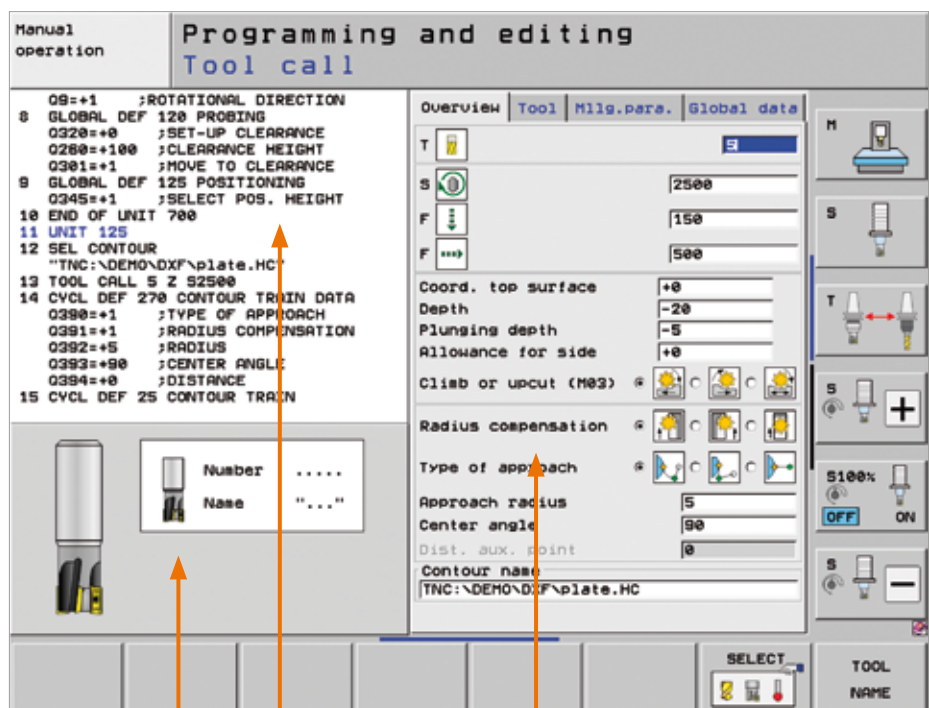 Manual
operation
Programming and editing
Tool call
Q9=+1 ;ROTATIONAL DIRECTION
8 GLOBAL DEF 120 PROBING
Q320=+0 ;SET-UP CLEARANCE
Q260=+100 ;CLEARANCE HEIGHT
Q301=+1 ;MOVE TO CLEARANCE
9 GLOBAL DEF 125 POSITIONING
Q345=+1 ;SELECT POS. HEIGHT
10 END OF UNIT 700
11 UNIT 125
12 SEL CONTOUR
"TNC:\DEMO\DXF\plate.HC"
13 TOOL CALL 5 Z S2500
14 CYCL DEF 270 CONTOUR TRAIN DATA
Q390=+1 ;TYPE OF APPROACH
Q391=+1 ;RADIUS COMPENSATION
Q392=+5 ;RADIUS
Q393=+90 ;CENTER ANGLE
Q394=+0 ;DISTANCE
15 CYCL DEF 25 CONTOUR TRAIN
Number .....
Name "..."
Overview Tool Mllg.para. Global data
T 5
S 2500
F 150
F 500
Coord. top surface +0
Depth -20
Plunging depth -5
Allowance for side +0
Climb or upcut (M03)
Radius compensation
Type of approach
Approach radius 5
Center angle 90
Dist. aux. point 0
Contour name
TNC:\DEMO\DXF\plate.HC
M
S
T
S
+
S100%
OFF ON
S
-
SELECT
TOOL
NAME